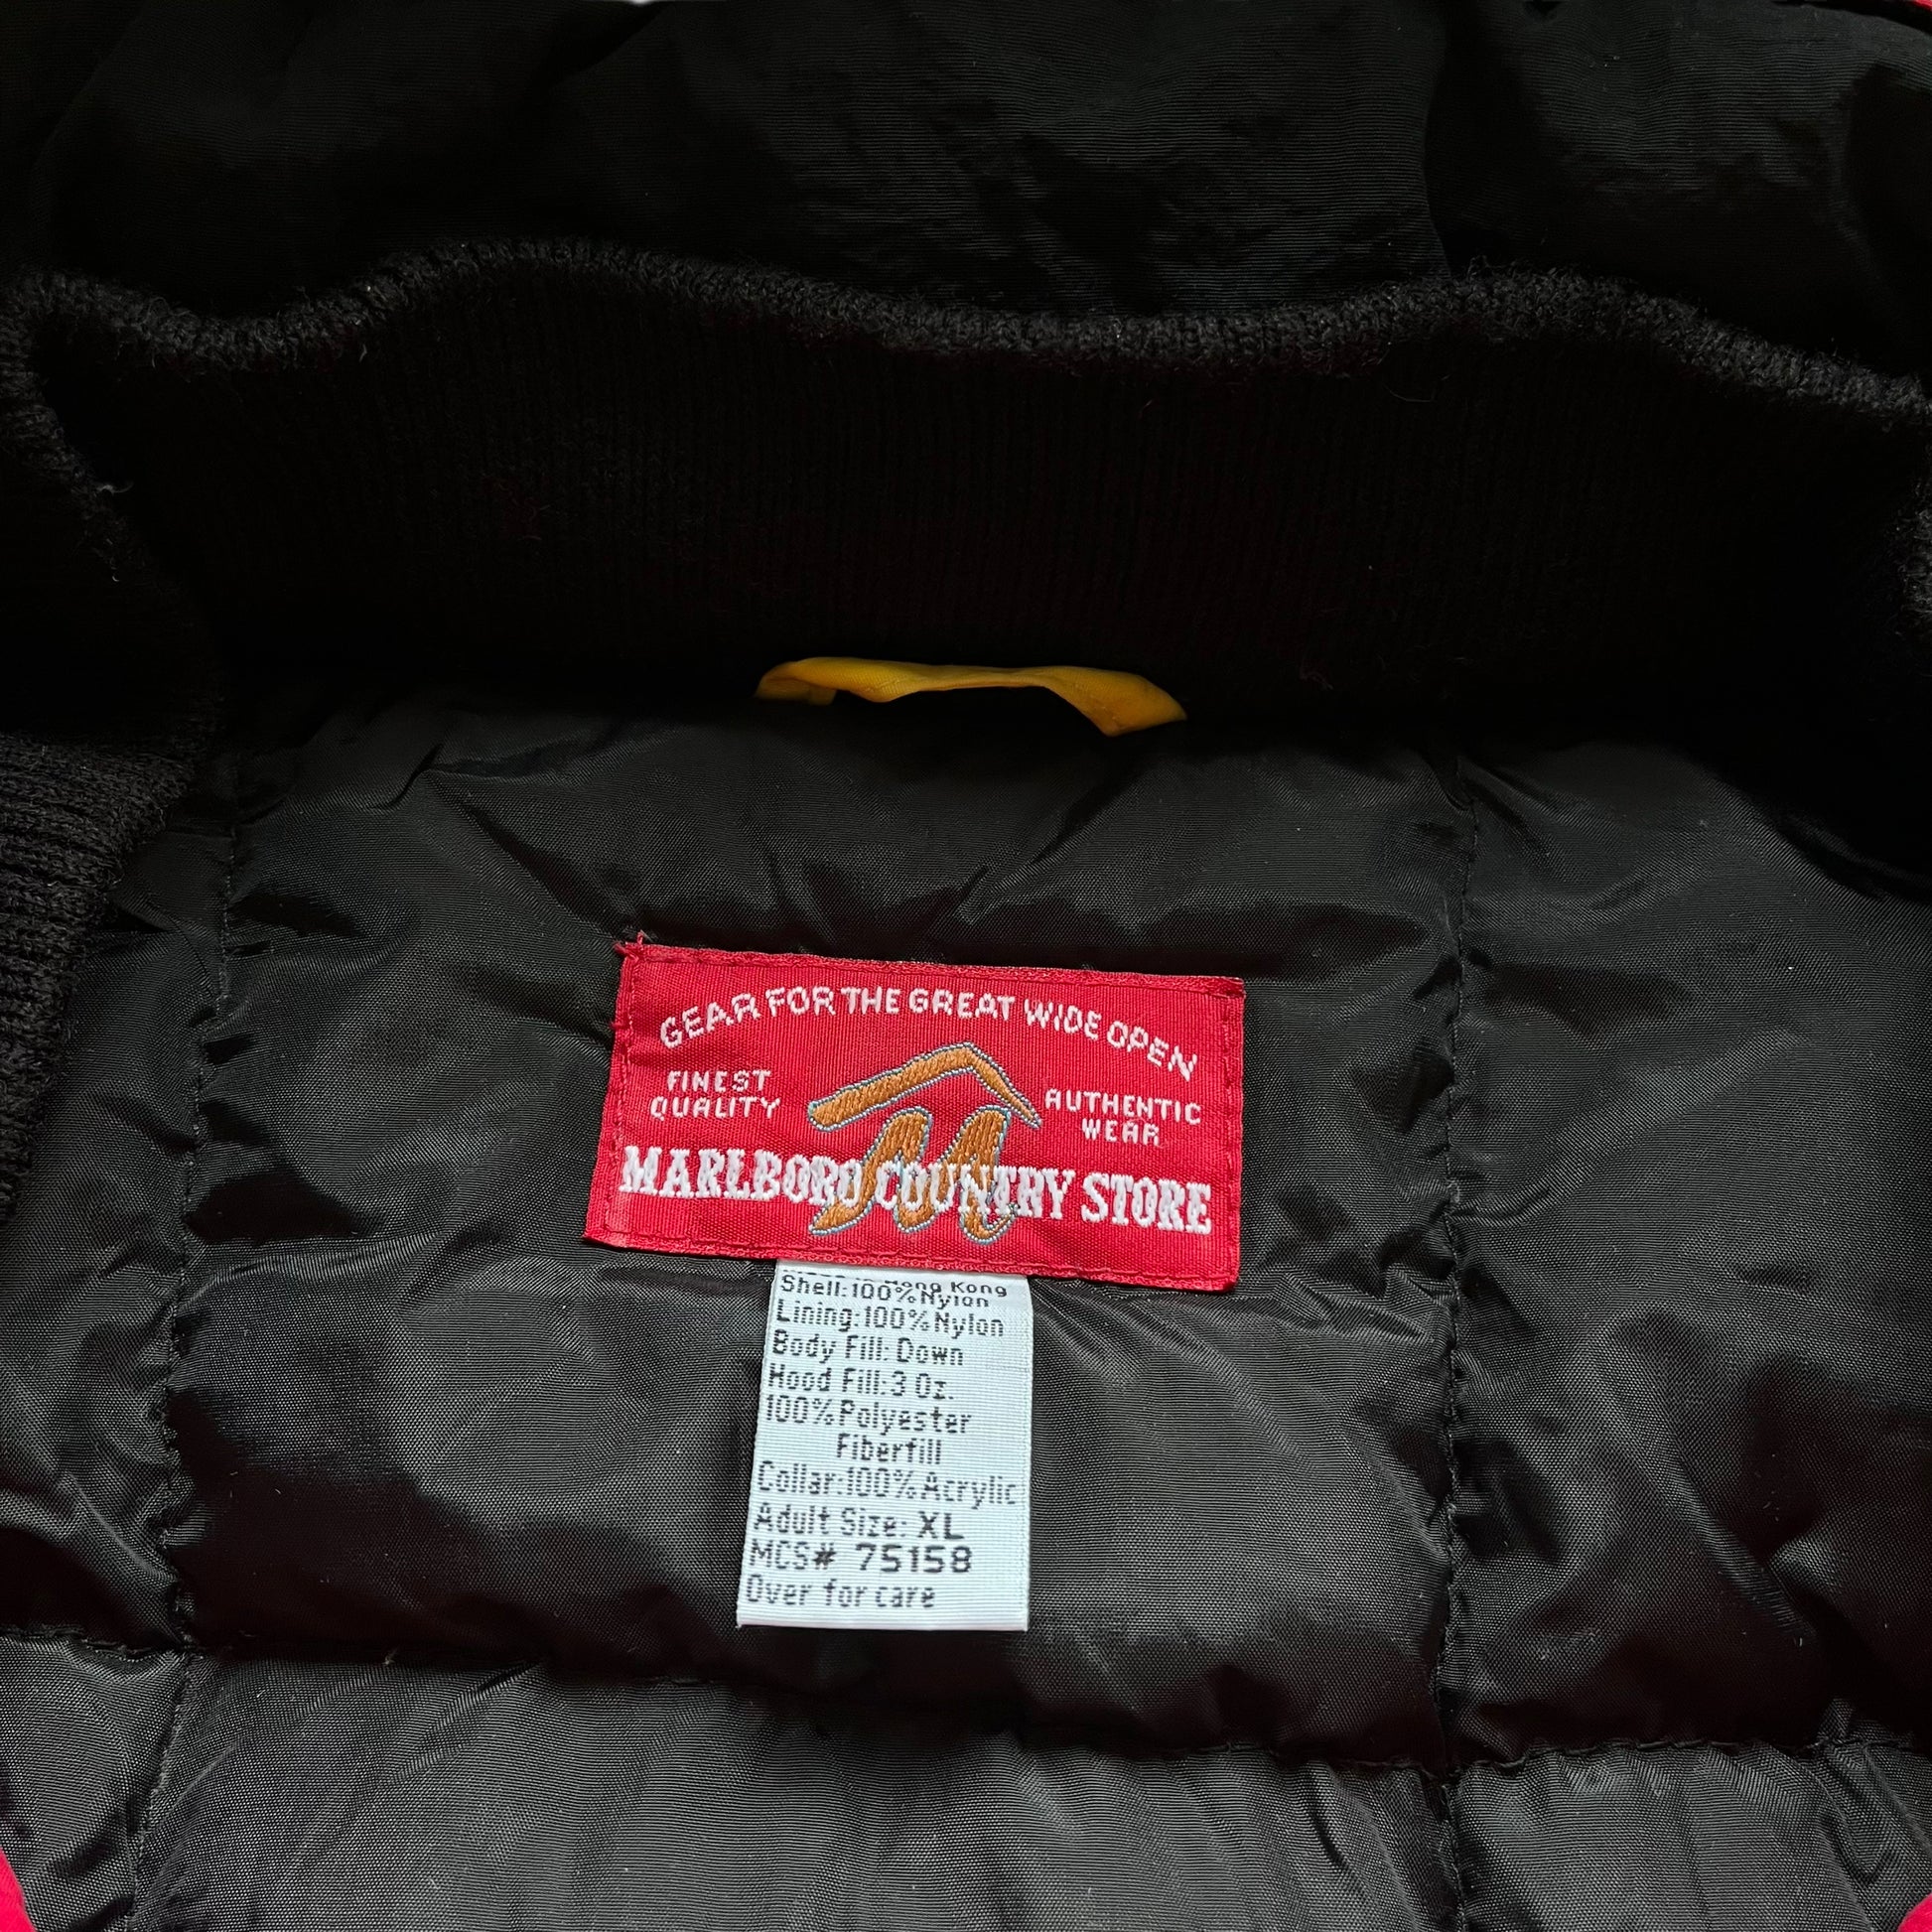 GEAR FOR THE GREAT WIDE OPEN
FINEST
QUALITY
AUTHENTIC
WEAR
MARLBORO COUNTRY STORE
Hong Kong
Shell:100%Nylon
Lining:100%Nylon
Body Fill: Down
Hood Fill:3 Oz.
100%Polyester
Fiberfill
Collar:100%Acrylic
Adult Size: XL
MCS# 75158
Over for care